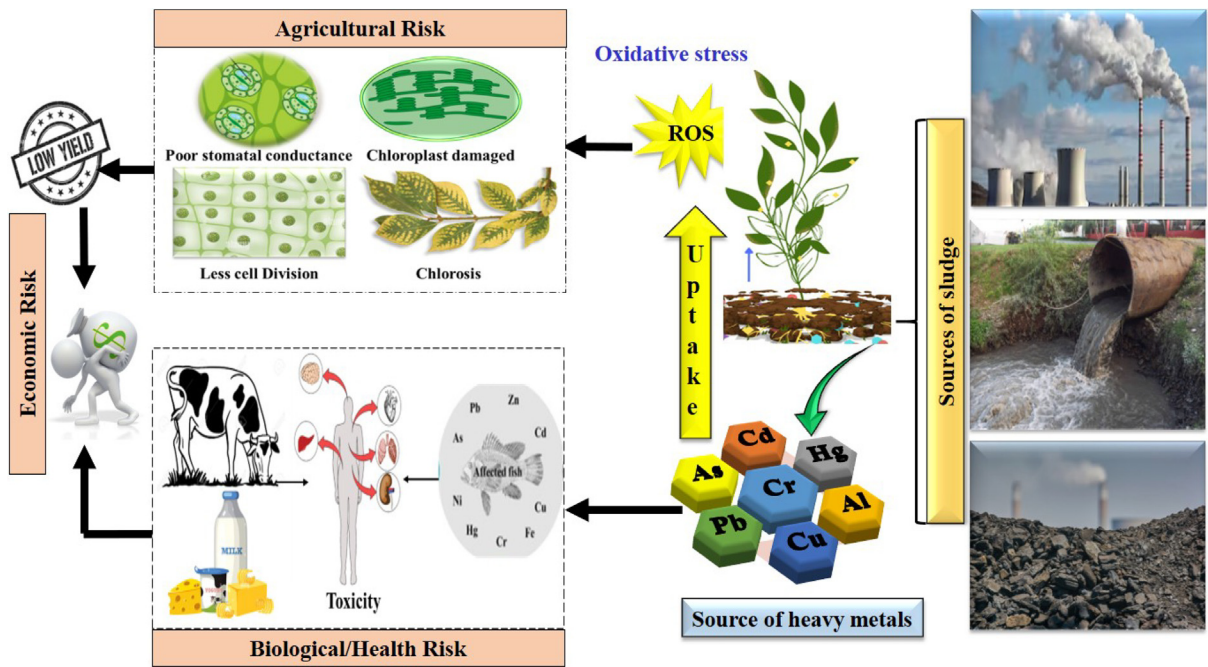 Agricultural Risk
Oxidative stress
ROS
LOW YIELD
Poor stomatal conductance
Chloroplast damaged
Less cell Division
Chlorosis
Economic Risk
$
Uptake
Sources of sludge
Pb
Zn
As
Cd
Affected fish
Ni
Cu
Hg
Fe
Cr
MILK
Toxicity
Biological/Health Risk
Cd
Hg
As
Cr
Al
Pb
Cu
Source of heavy metals